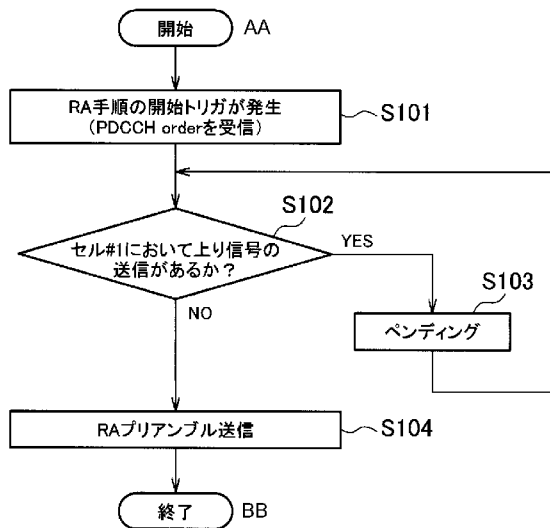 開始 AA
RA手順の開始トリガが発生
(PDCCH orderを受信)
S101
S102
セル#1において上り信号の
送信があるか？
YES
S103
NO
ペンディング
RAプリアンブル送信
S104
終了 BB